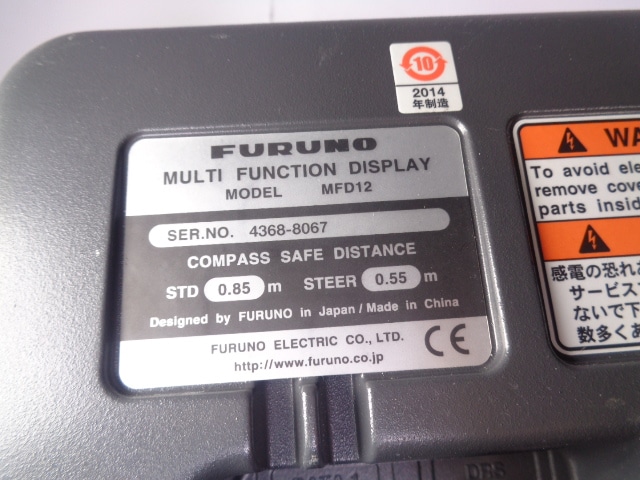 10
2014
年制造
FURUNO
MULTI FUNCTION DISPLAY
MODEL MFD12
SER.NO. 4368-8067
COMPASS SAFE DISTANCE
STD 0.85 m STEER 0.55 m
Designed by FURUNO in Japan/Made in China
FURUNO ELECTRIC CO., LTD.
http://www.furuno.co.jp
CE
WA
To avoid ele
remove cove
parts insid
感電の恐れあ
サービス
ないで下
数多くあ